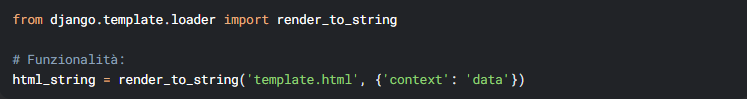 from django.template.loader import render_to_string
# Funzionalità:
html_string = render_to_string('template.html', {'context': 'data'})